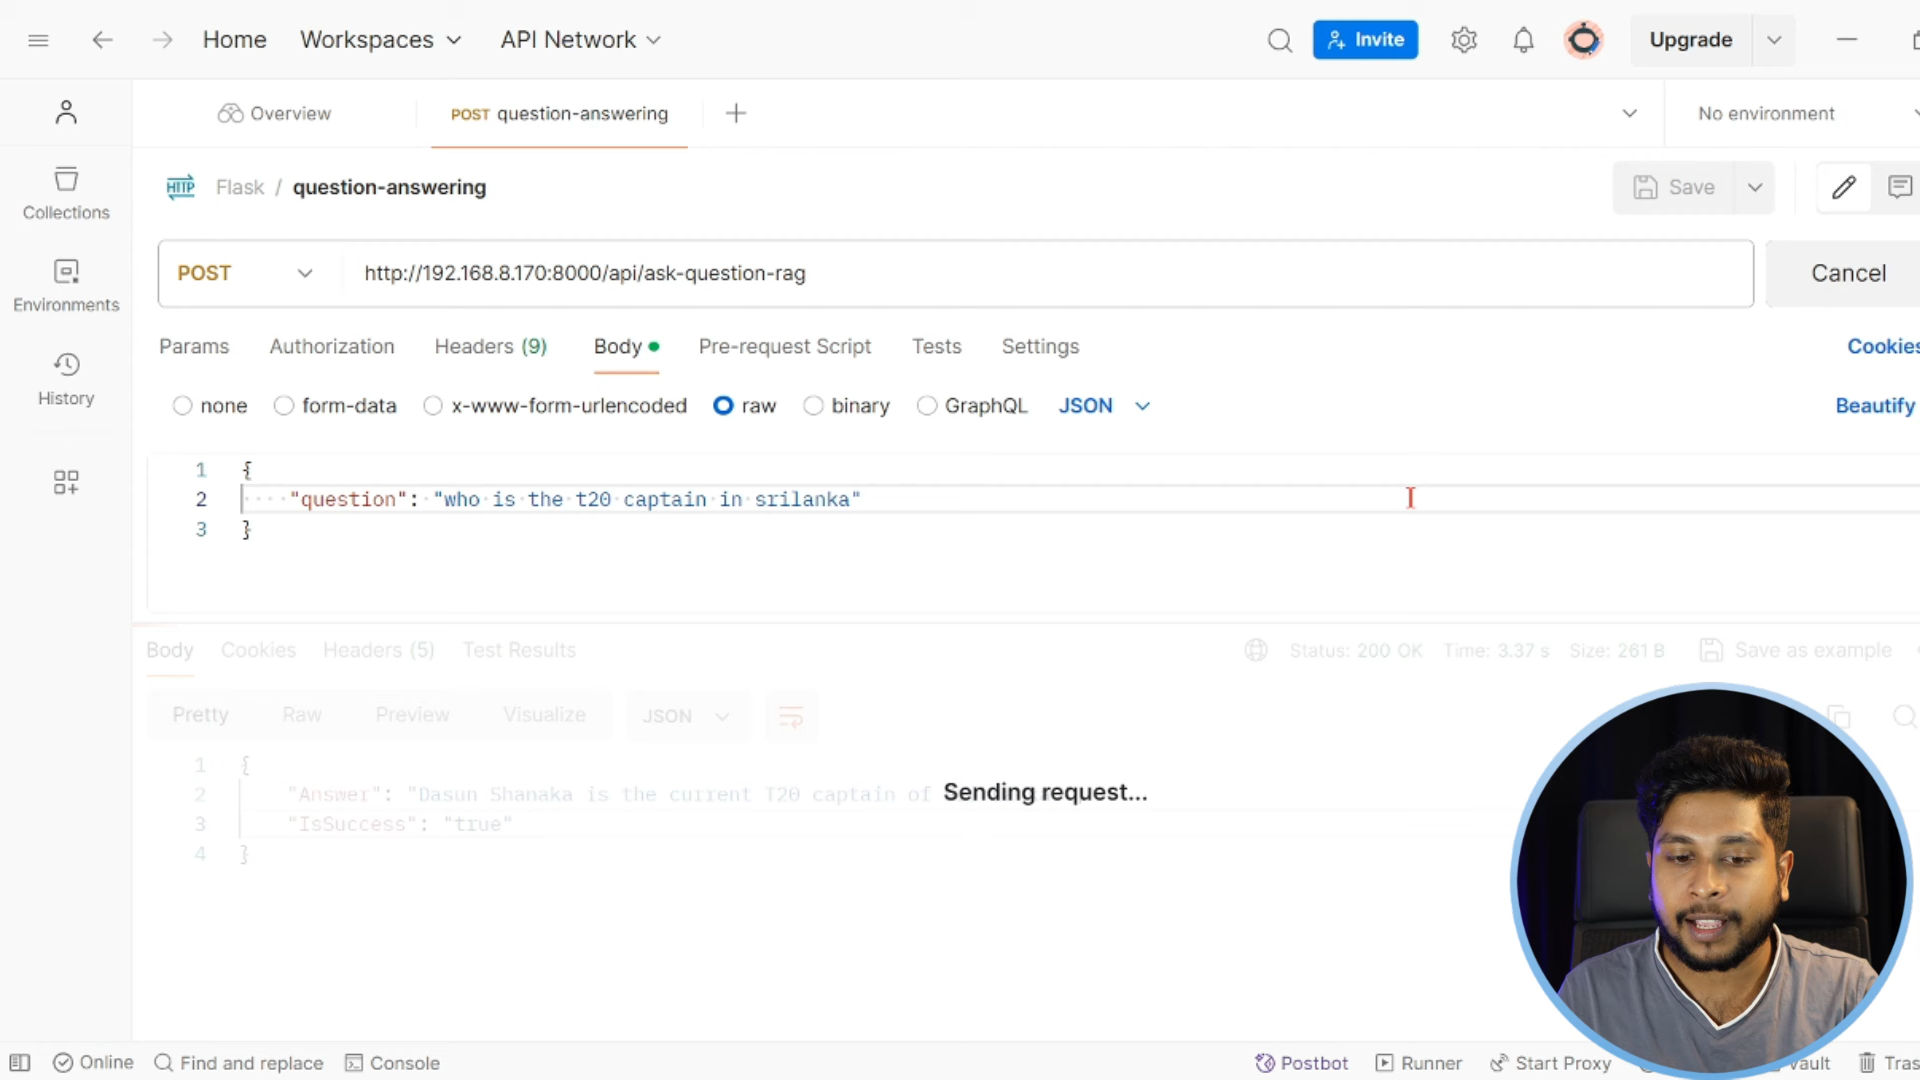 Home Workspaces API Network Invite Upgrade
Overview POST question-answering No environment
HTTP Flask / question-answering Save
Collections
POST http://192.168.8.170:8000/api/ask-question-rag Cancel
Environments
Params Authorization Headers (9) Body Pre-request Script Tests Settings Cookies
History
none form-data x-www-form-urlencoded raw binary GraphQL JSON Beautify
1 {
2 "question": "who is the t20 captain in srilanka"
3 }
Body Cookies Headers (5) Test Results Status: 200 OK Time: 3.37 s Size: 261 B Save as example
Pretty Raw Preview Visualize JSON
1 {
2 "Answer": "Dasun Shanaka is the current T20 captain of
Sending request...
3 "IsSuccess": "true"
4 }
Online Find and replace Console Postbot Runner Start Proxy Vault Tras